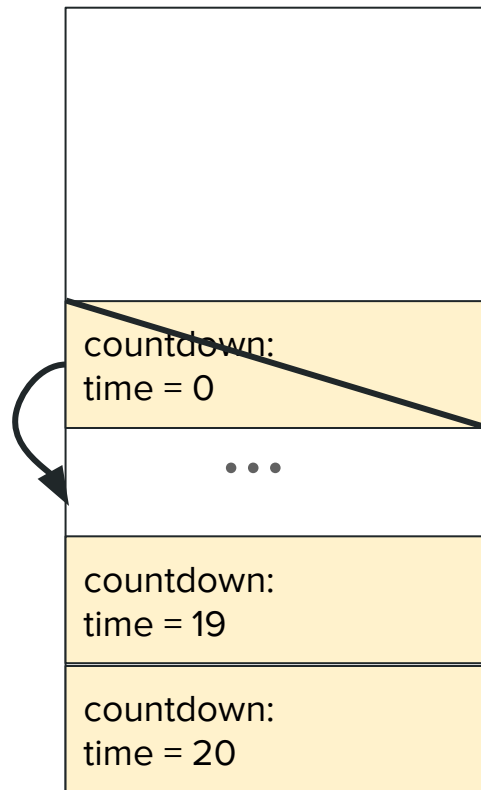 countdown:
time = 0
...
countdown:
time = 19
countdown:
time = 20